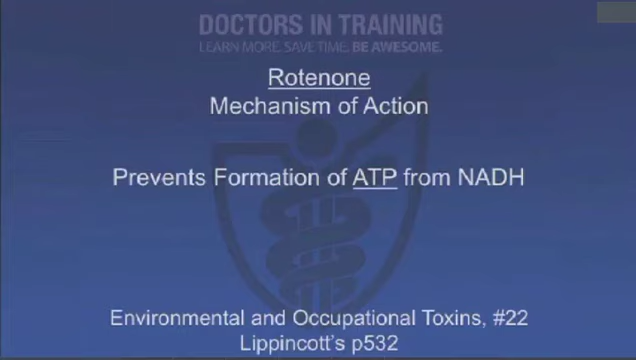 DOCTORS IN TRAINING
LEARN MORE. SAVE TIME. BE AWESOME.
Rotenone
Mechanism of Action
Prevents Formation of ATP from NADH
Environmental and Occupational Toxins, #22
Lippincott's p532